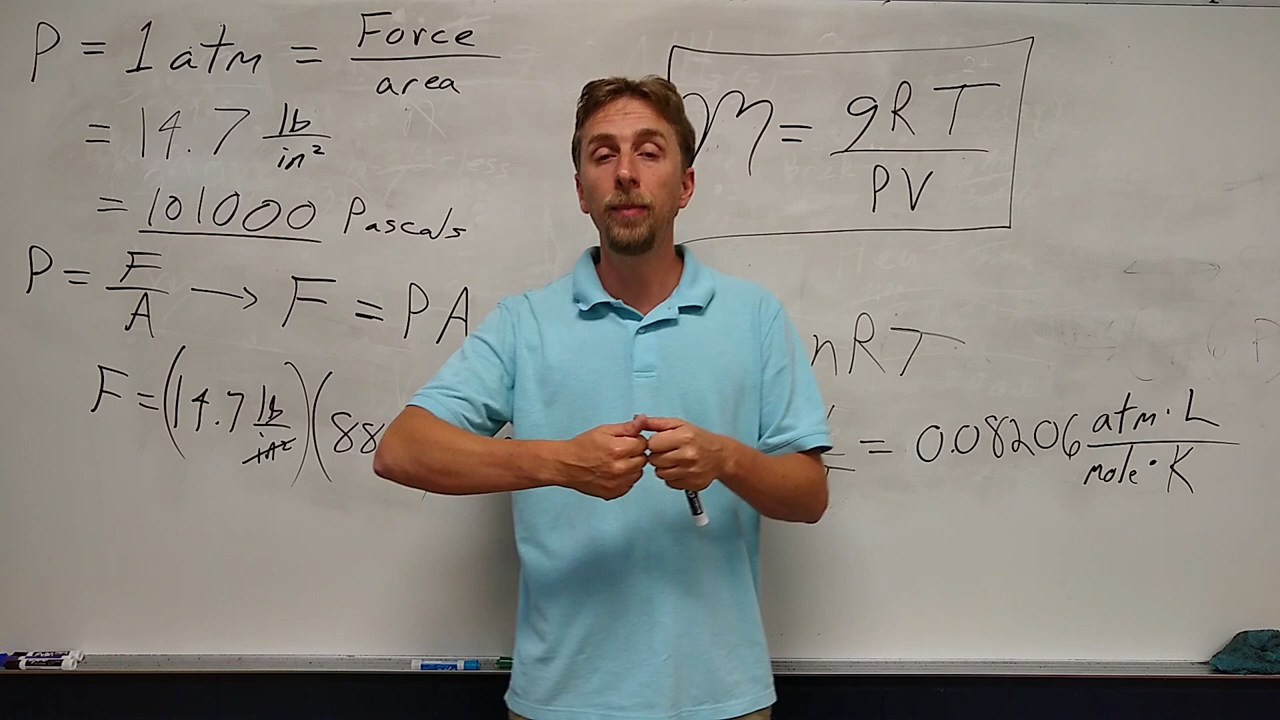 P = 1 atm = Force / area
= 14.7 lb / in²
= 101000 Pascals
P = F / A → F = PA
F = (14.7 lb / in²)(88
M = gRT / PV
nRT
= 0.08206 atm·L / mole·K